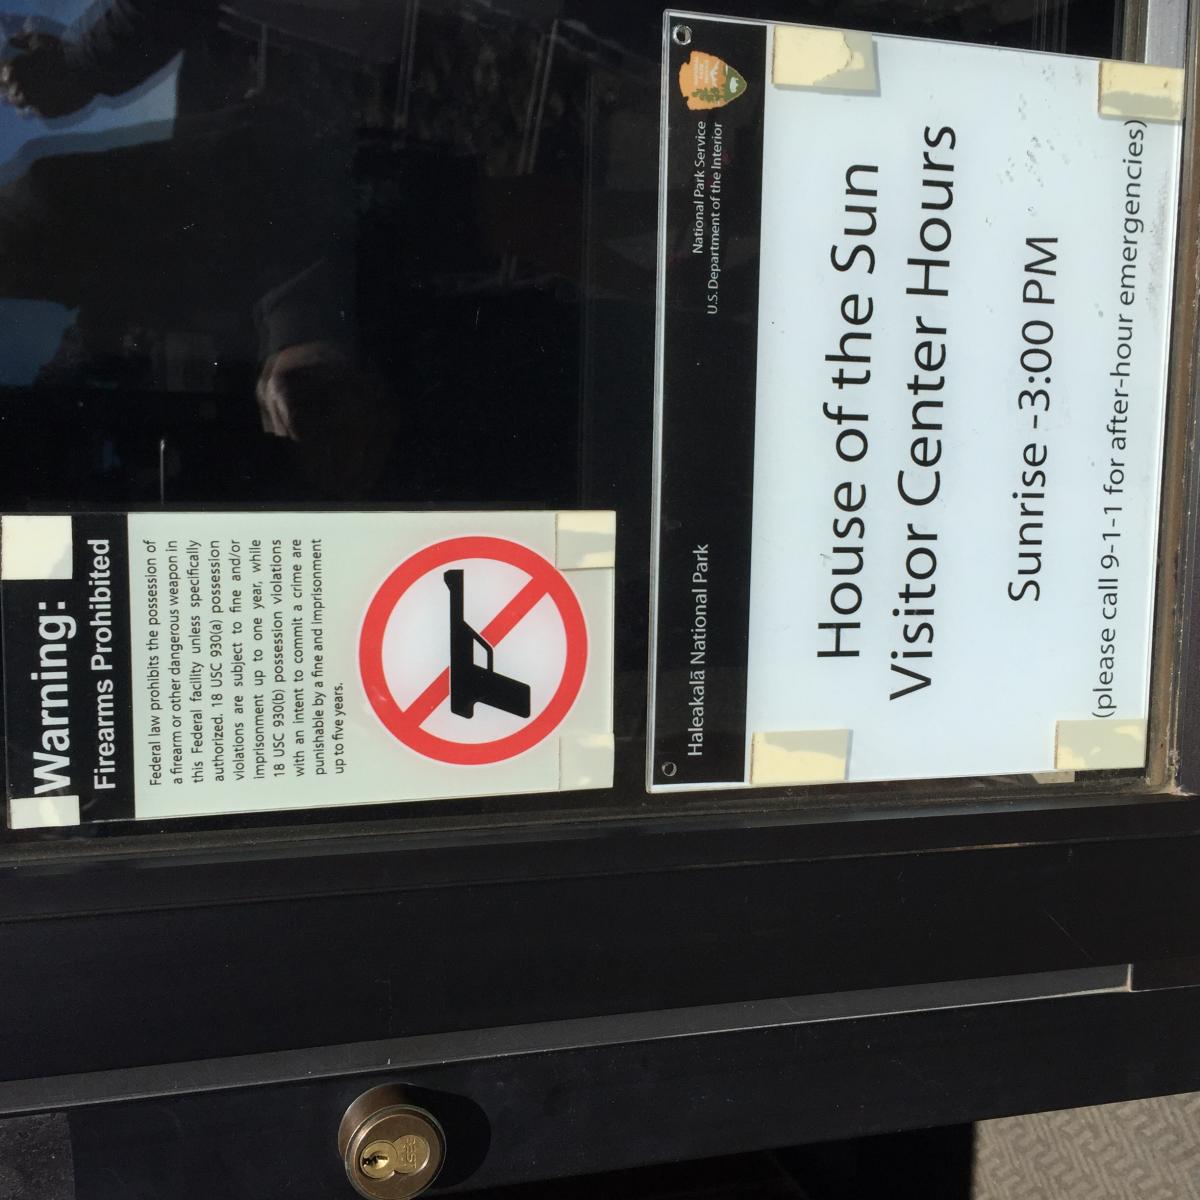 Warning:
Firearms Prohibited
Federal law prohibits the possession of
a firearm or other dangerous weapon in
this Federal facility unless specifically
authorized. 18 USC 930(a) possession
violations are subject to fine and/or
imprisonment up to one year, while
18 USC 930(b) possession violations
with an intent to commit a crime are
punishable by a fine and imprisonment
up to five years.
Haleakalā National Park
National Park Service
U.S. Department of the Interior
House of the Sun
Visitor Center Hours
Sunrise -3:00 PM
(please call 9-1-1 for after-hour emergencies)
BEST